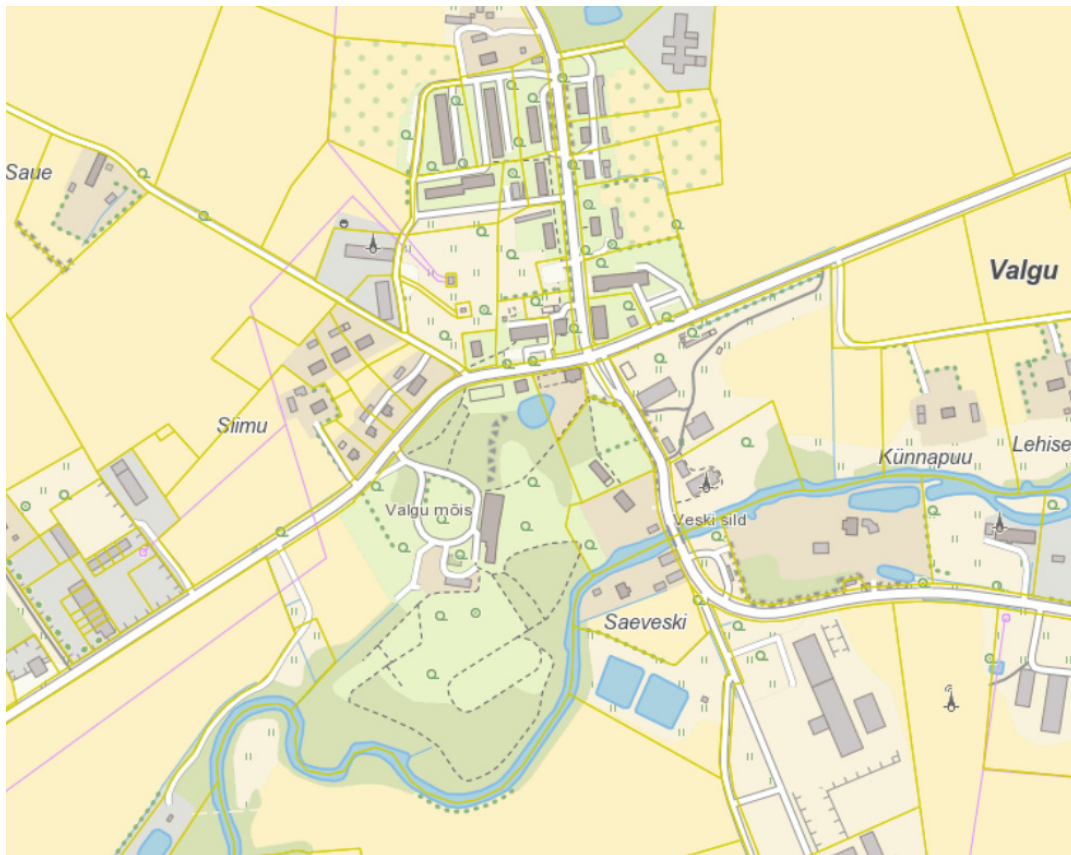 Saue
Valgu
Siimu
Künnapuu
Lehise
Valgu mõis
Veski sild
Saeveski